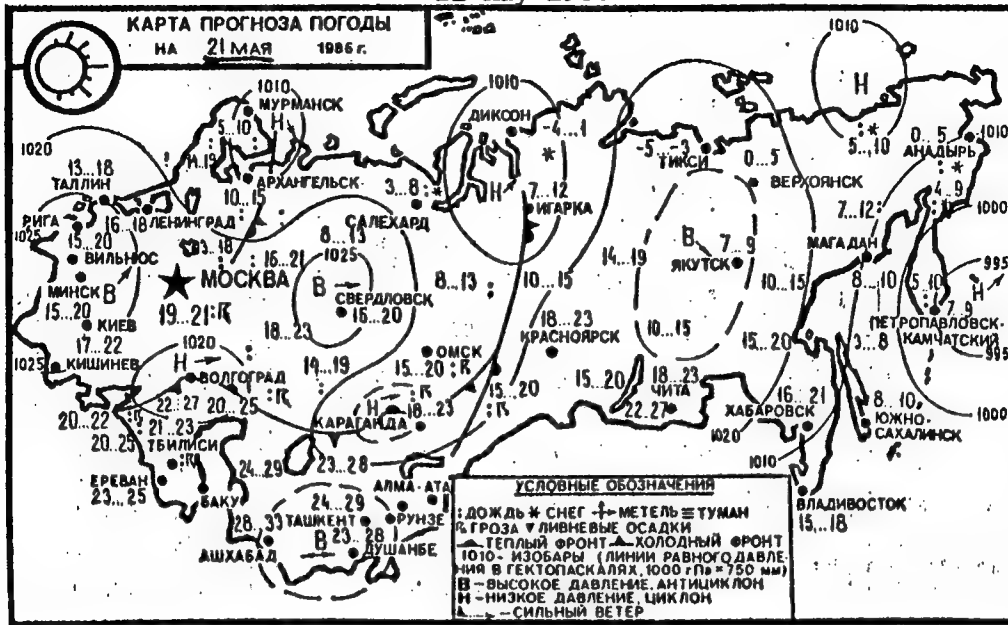 КАРТА ПРОГНОЗА ПОГОДЫ
НА 21 МАЯ 1986 г.
1010
МУРМАНСК
Н
5...10
1010
ДИКСОН
-4...1
*
1010
Н
5...10
*
0...5
АНАДЫРЬ
1010
*
1020
13...18
ТАЛЛИН
АРХАНГЕЛЬСК
10...15
3...8 : *
САЛЕХАРД
Н
7...12
ИГАРКА
-5...-3
ТИКСИ
0...5
ВЕРХОЯНСК
4...9
1000
РИГА
1025
16...18
ЛЕНИНГРАД
15...20
ВИЛЬНЮС
МИНСК
В
15...20
МОСКВА
19...21
16...21
8...13
1025
В
СВЕРДЛОВСК
15...20
8...13
10...15
14...19
В
7...9
ЯКУТСК
10...15
7...12
МАГАДАН
8...10
5...10
995
Н
7...9
ПЕТРОПАВЛОВСК-
КАМЧАТСКИЙ
995
КИЕВ
17...22
1025
КИШИНЕВ
18...23
1020
Н
ВОЛГОГРАД
14...19
ОМСК
15...20
18...23
КРАСНОЯРСК
10...15
15...20
3...8
20...22
22...27
20...25
21...23
20...25
ТБИЛИСИ
Н
КАРАГАНДА
18...23
15...20
15...20
18...23
ЧИТА
22...27
16...21
ХАБАРОВСК
1020
1010
8...10
ЮЖНО-
САХАЛИНСК
1000
ЕРЕВАН
23...25
БАКУ
24...29
23...28
АЛМА-АТА
24...29
ТАШКЕНТ
ФРУНЗЕ
28...33
АШХАБАД
В
23...28
ДУШАНБЕ
ВЛАДИВОСТОК
15...18
УСЛОВНЫЕ ОБОЗНАЧЕНИЯ
: ДОЖДЬ * СНЕГ МЕТЕЛЬ ≡ ТУМАН
ГРОЗА ▼ ЛИВНЕВЫЕ ОСАДКИ
ТЕПЛЫЙ ФРОНТ ХОЛОДНЫЙ ФРОНТ
1010 - ИЗОБАРЫ (ЛИНИИ РАВНОГО ДАВЛЕ-
НИЯ В ГЕКТОПАСКАЛЯХ, 1000 гПа = 750 мм)
В - ВЫСОКОЕ ДАВЛЕНИЕ, АНТИЦИКЛОН
Н - НИЗКОЕ ДАВЛЕНИЕ, ЦИКЛОН
- СИЛЬНЫЙ ВЕТЕР